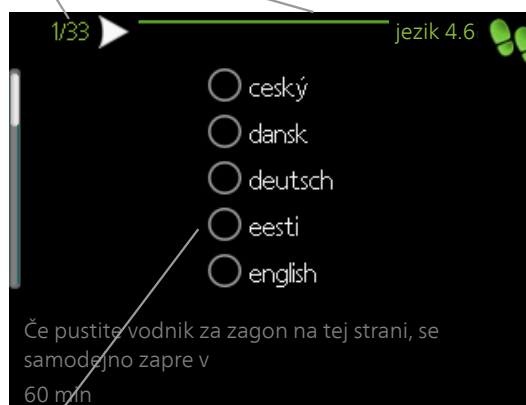 1/33
jezik 4.6
ceský
dansk
deutsch
eesti
english
Če pustite vodnik za zagon na tej strani, se
samodejno zapre v
60 min